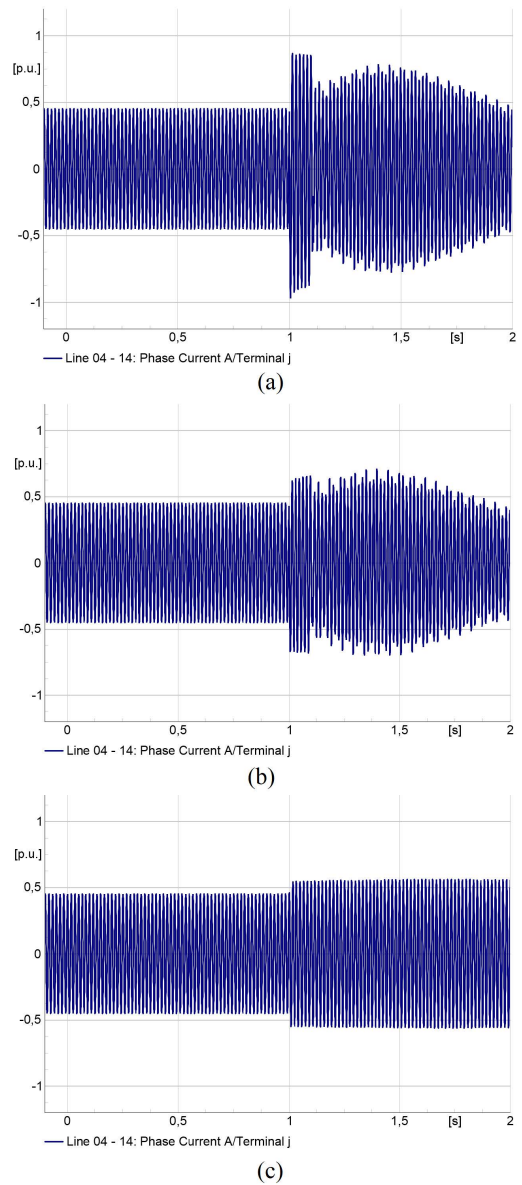 1
[p.u.]
0,5
0
-0,5
-1
0 0,5 1 1,5 [s] 2
Line 04 - 14: Phase Current A/Terminal j
(a)
1
[p.u.]
0,5
0
-0,5
-1
0 0,5 1 1,5 [s] 2
Line 04 - 14: Phase Current A/Terminal j
(b)
1
[p.u.]
0,5
0
-0,5
-1
0 0,5 1 1,5 [s] 2
Line 04 - 14: Phase Current A/Terminal j
(c)